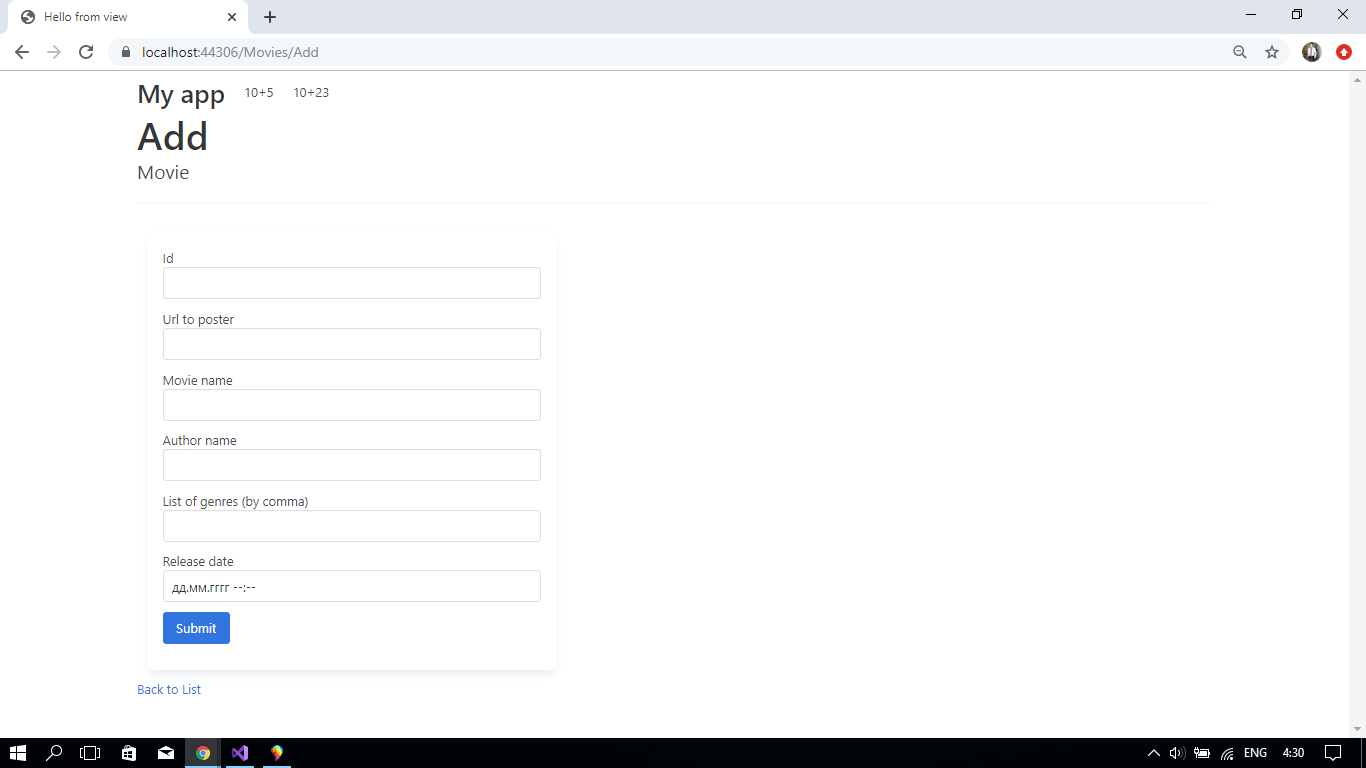 Hello from view
localhost:44306/Movies/Add
My app 10+5 10+23
Add
Movie
Id
Url to poster
Movie name
Author name
List of genres (by comma)
Release date
дд.мм.гггг --:--
Submit
Back to List
ENG 4:30